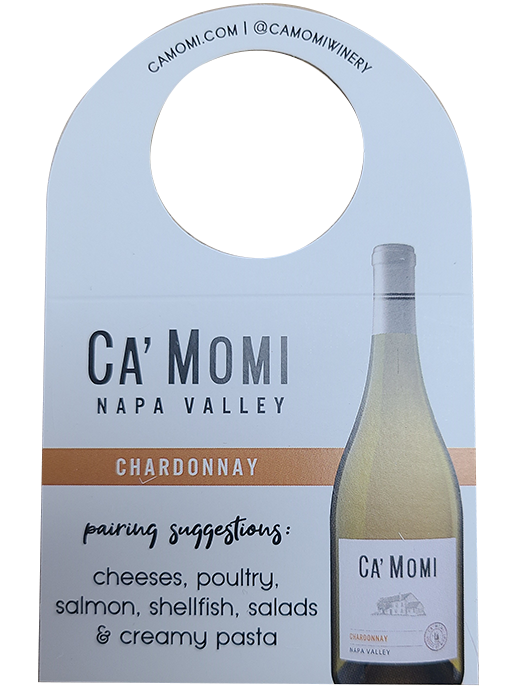 CAMOMI.COM | @CAMOMIWINERY
CA' MOMI
NAPA VALLEY
CHARDONNAY
pairing suggestions:
cheeses, poultry,
salmon, shellfish, salads
& creamy pasta
CA' MOMI
CHARDONNAY
NAPA VALLEY